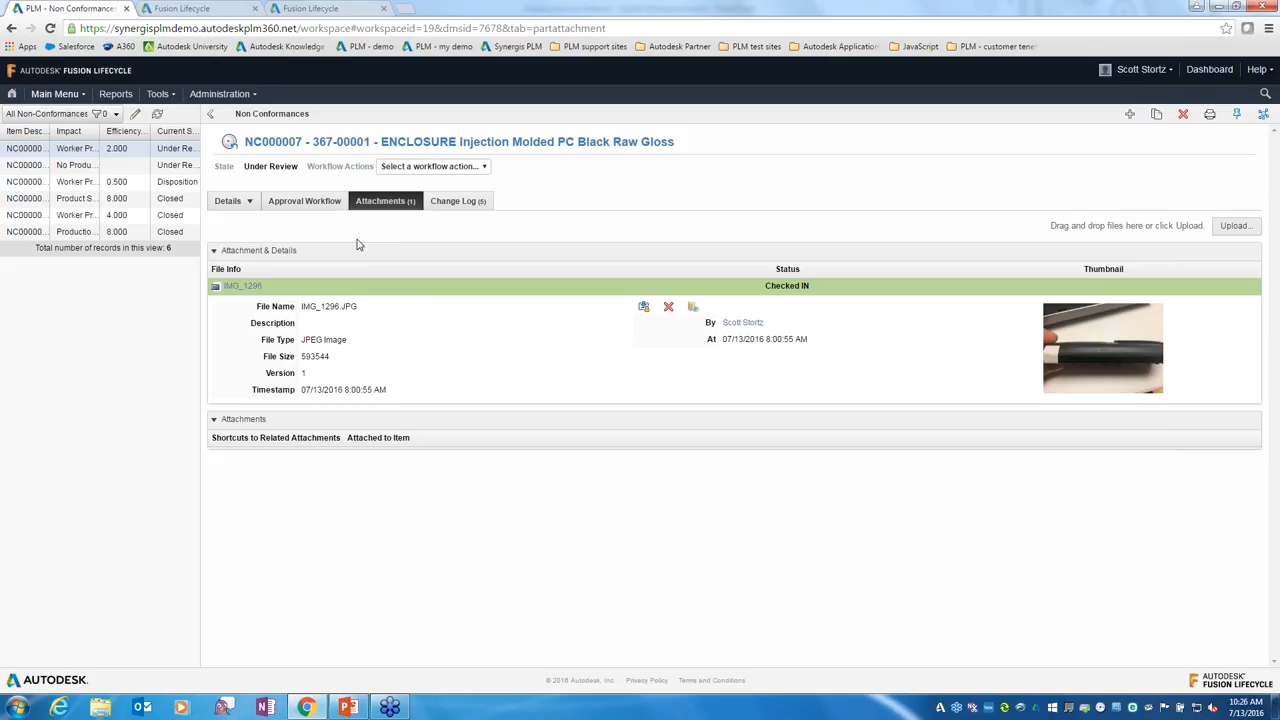 PLM - Non Conformances
Fusion Lifecycle
Fusion Lifecycle
https://synergisplmdemo.autodeskplm360.net/workspace#workspaceid=19&dmsid=7678&tab=partattachment
Apps
Salesforce
A360
Autodesk University
Autodesk Knowledge
PLM - demo
PLM - my demo
Synergis PLM
PLM support sites
Autodesk Partner
PLM test sites
Autodesk Application
JavaScript
PLM - customer tene
AUTODESK® FUSION LIFECYCLE
Scott Stortz
Dashboard
Help
Main Menu
Reports
Tools
Administration
All Non-Conformances
0
Non Conformances
Item Desc...
Impact
Efficiency...
Current S...
NC00000...
Worker Pr...
2.000
Under Re...
NC00000...
No Produ...
Under Re...
NC00000...
Worker Pr...
0.500
Disposition
NC00000...
Product S...
8.000
Closed
NC00000...
Worker Pr...
4.000
Closed
NC00000...
Productio...
8.000
Closed
Total number of records in this view: 6
NC000007 - 367-00001 - ENCLOSURE Injection Molded PC Black Raw Gloss
State
Under Review
Workflow Actions
Select a workflow action...
Details
Approval Workflow
Attachments (1)
Change Log (5)
Drag and drop files here or click Upload.
Upload...
Attachment & Details
File Info
Status
Thumbnail
IMG_1296
Checked IN
File Name
IMG_1296.JPG
Description
By
Scott Stortz
File Type
JPEG Image
At
07/13/2016 8:00:55 AM
File Size
593544
Version
1
Timestamp
07/13/2016 8:00:55 AM
Attachments
Shortcuts to Related Attachments
Attached to Item
AUTODESK.
© 2016 Autodesk, Inc.
Privacy Policy
Terms and Conditions
AUTODESK®
FUSION LIFECYCLE
10:26 AM
7/13/2016